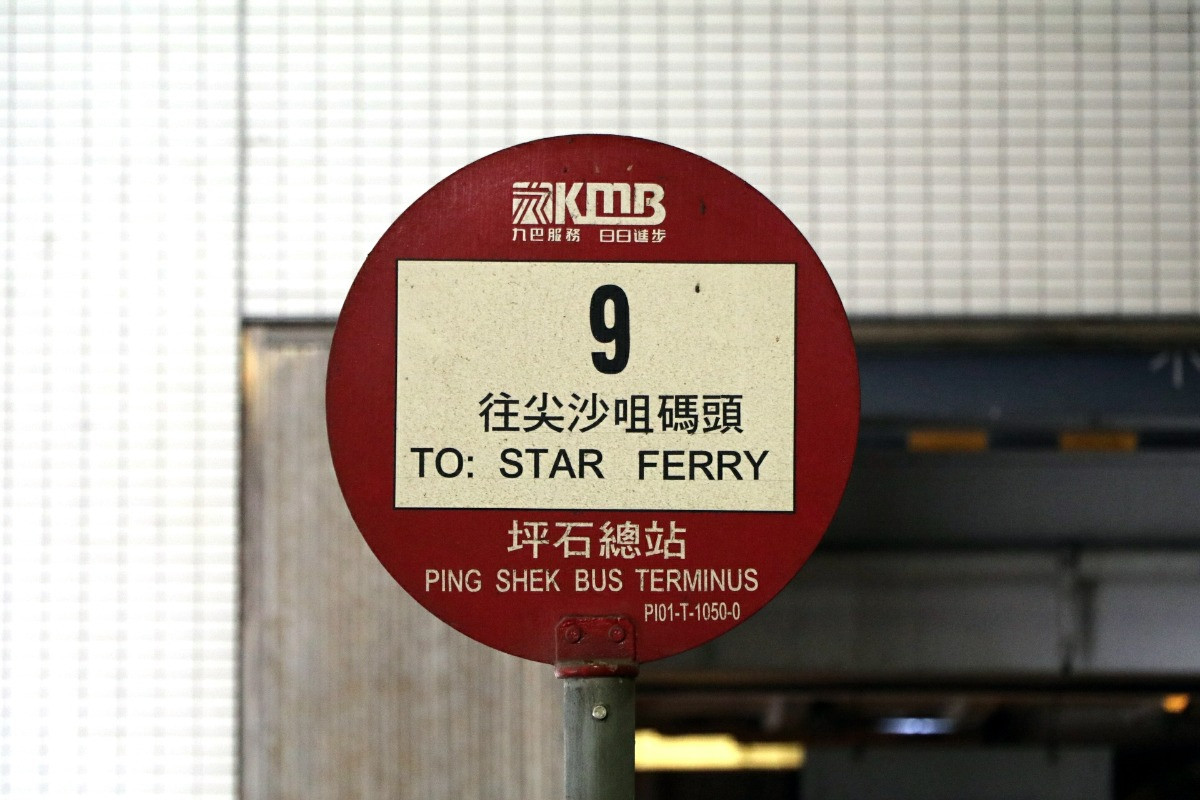 KMB
九巴服務 日日進步
9
往尖沙咀碼頭
TO: STAR FERRY
坪石總站
PING SHEK BUS TERMINUS
PI01-T-1050-0